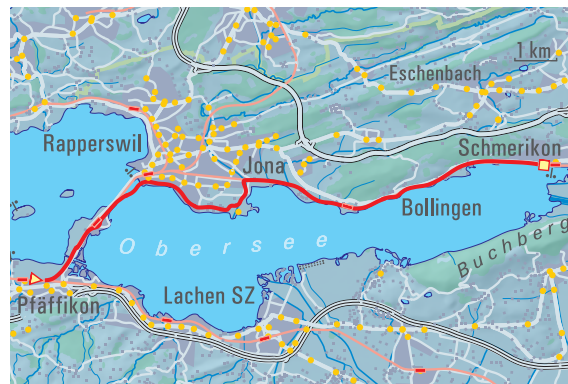 1 km
Eschenbach
Rapperswil
Schmerikon
Jona
Bollingen
Obersee
Buchberg
Lachen SZ
Pfäffikon